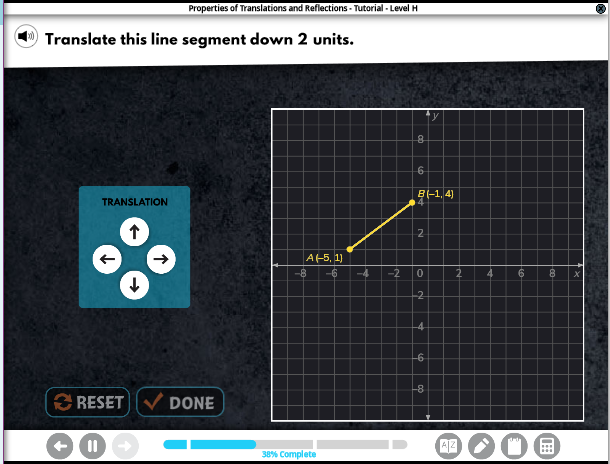 Properties of Translations and Reflections - Tutorial - Level H
Translate this line segment down 2 units.
TRANSLATION
y
8
6
B (−1, 4)
4
2
A (−5, 1)
−8 −6 −4 −2 0 2 4 6 8 x
−2
−4
−6
−8
RESET
DONE
A Z
38% Complete